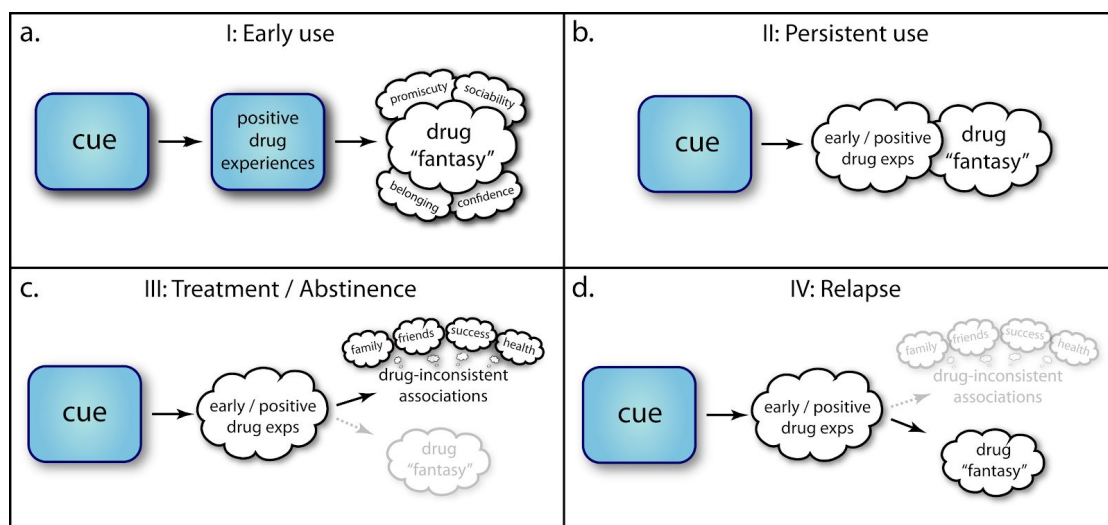 a.
I: Early use
cue
positive
drug
experiences
promiscuty
sociability
drug
“fantasy”
belonging
confidence
b.
II: Persistent use
cue
early / positive
drug exps
drug
“fantasy”
c.
III: Treatment / Abstinence
cue
early / positive
drug exps
family
friends
success
health
drug-inconsistent
associations
drug
“fantasy”
d.
IV: Relapse
cue
early / positive
drug exps
family
friends
success
health
drug-inconsistent
associations
drug
“fantasy”